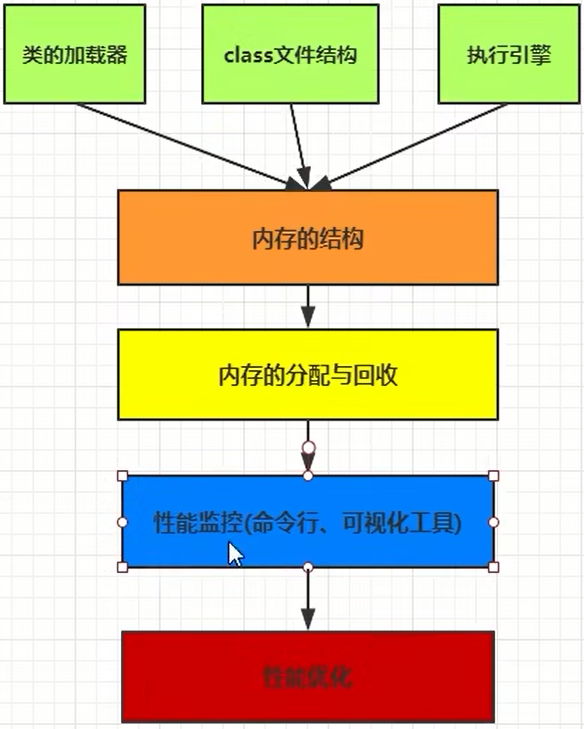 类的加载器
class文件结构
执行引擎
内存的结构
内存的分配与回收
性能监控(命令行、可视化工具)
性能优化